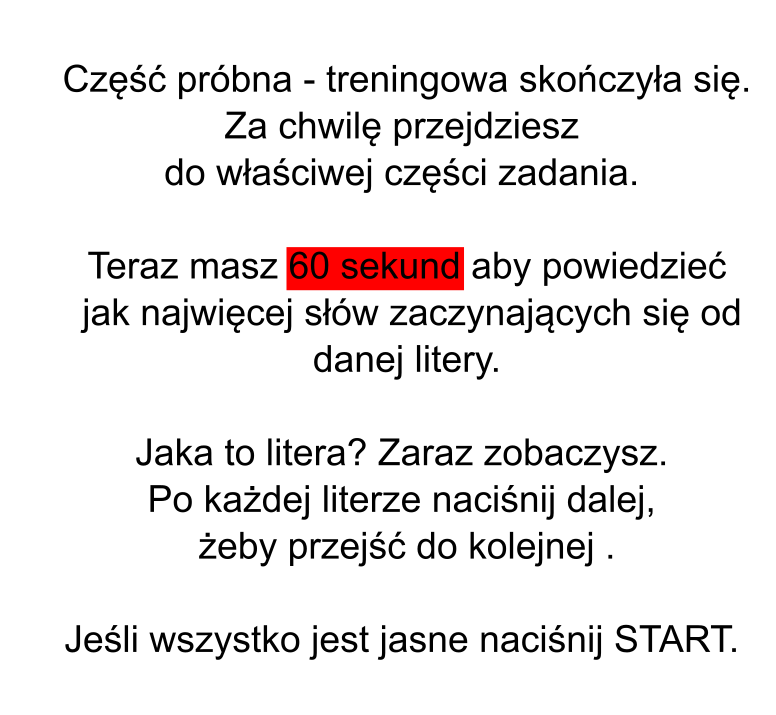 Część próbna - treningowa skończyła się.
Za chwilę przejdziesz
do właściwej części zadania.
Teraz masz 60 sekund aby powiedzieć
jak najwięcej słów zaczynających się od
danej litery.
Jaka to litera? Zaraz zobaczysz.
Po każdej literze naciśnij dalej,
żeby przejść do kolejnej .
Jeśli wszystko jest jasne naciśnij START.